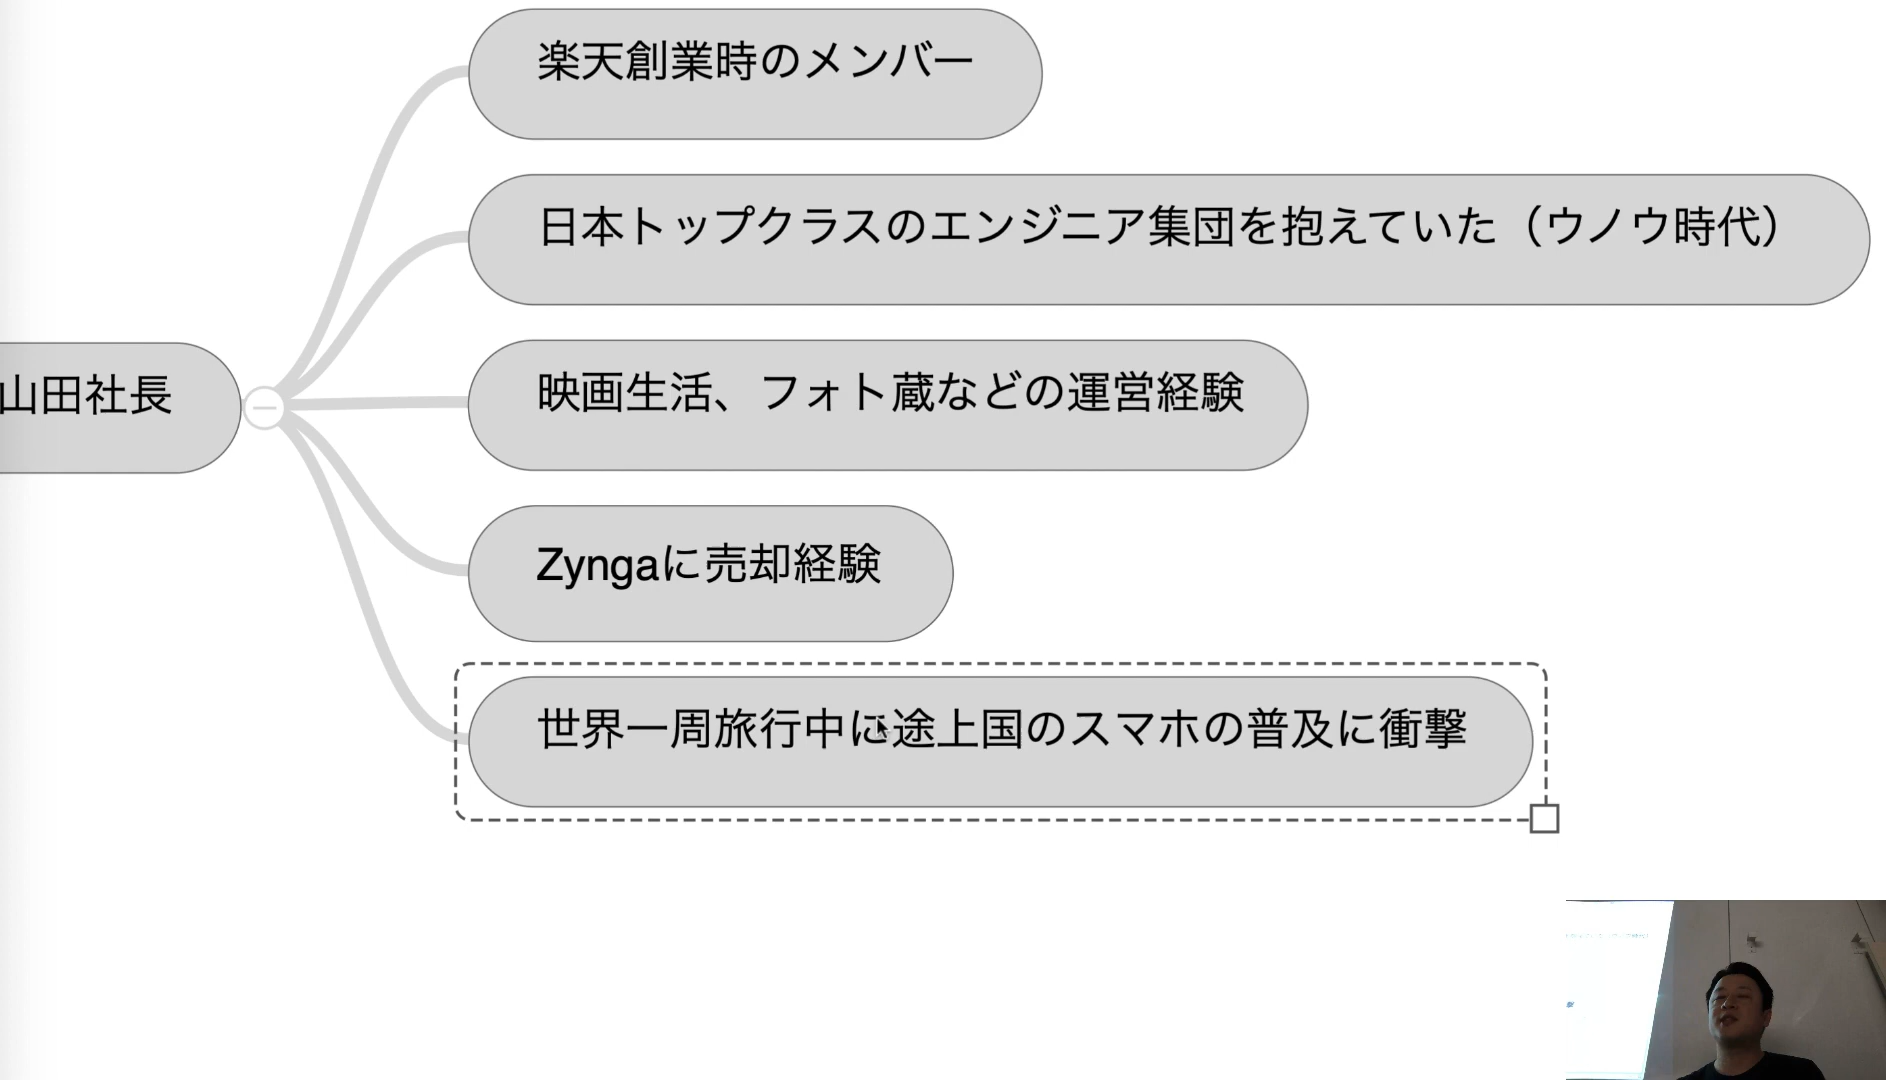 楽天創業時のメンバー
日本トップクラスのエンジニア集団を抱えていた（ウノウ時代）
山田社長
映画生活、フォト蔵などの運営経験
Zyngaに売却経験
世界一周旅行中に途上国のスマホの普及に衝撃